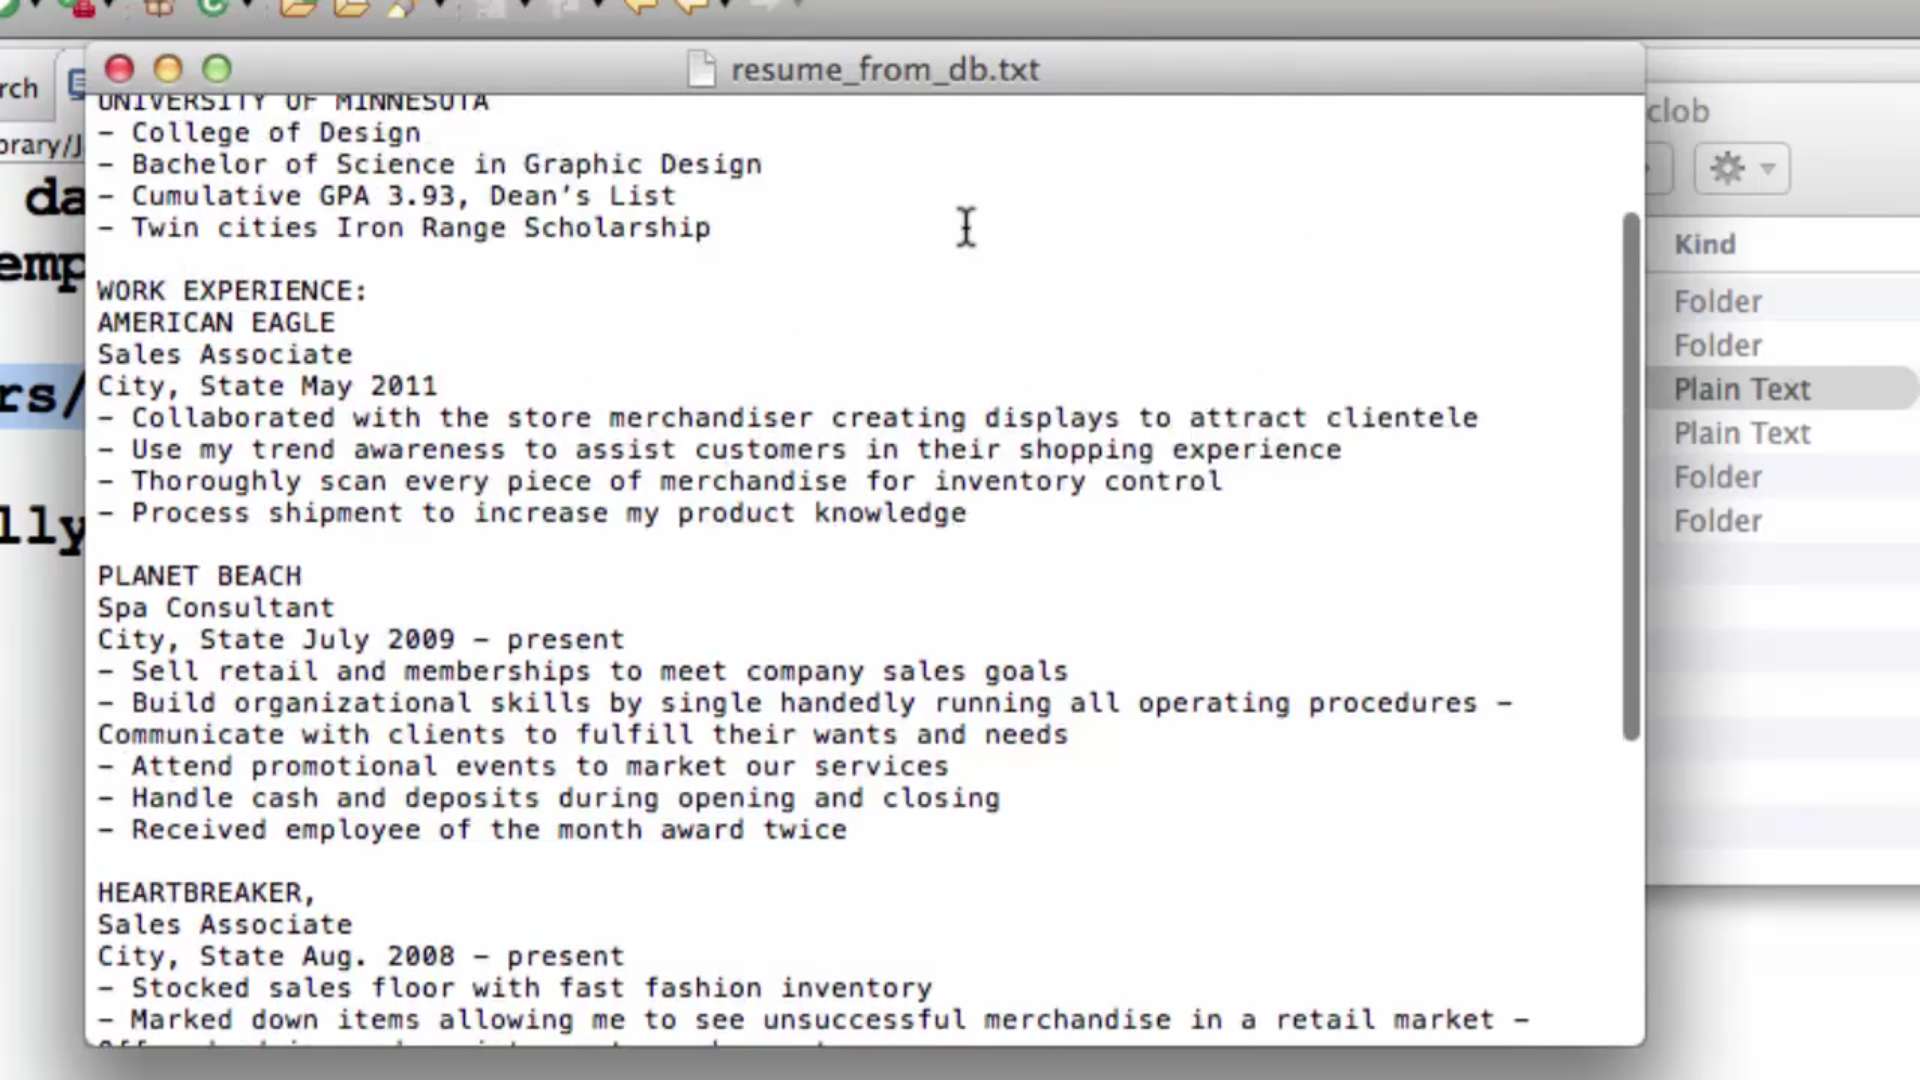 resume_from_db.txt
rch
clob
brary/J
UNIVERSITY OF MINNESOTA
- College of Design
- Bachelor of Science in Graphic Design
- Cumulative GPA 3.93, Dean's List
- Twin cities Iron Range Scholarship
WORK EXPERIENCE:
AMERICAN EAGLE
Sales Associate
City, State May 2011
- Collaborated with the store merchandiser creating displays to attract clientele
- Use my trend awareness to assist customers in their shopping experience
- Thoroughly scan every piece of merchandise for inventory control
- Process shipment to increase my product knowledge
PLANET BEACH
Spa Consultant
City, State July 2009 - present
- Sell retail and memberships to meet company sales goals
- Build organizational skills by single handedly running all operating procedures -
Communicate with clients to fulfill their wants and needs
- Attend promotional events to market our services
- Handle cash and deposits during opening and closing
- Received employee of the month award twice
HEARTBREAKER,
Sales Associate
City, State Aug. 2008 - present
- Stocked sales floor with fast fashion inventory
- Marked down items allowing me to see unsuccessful merchandise in a retail market -
da
emp
rs/
lly
Kind
Folder
Folder
Plain Text
Plain Text
Folder
Folder